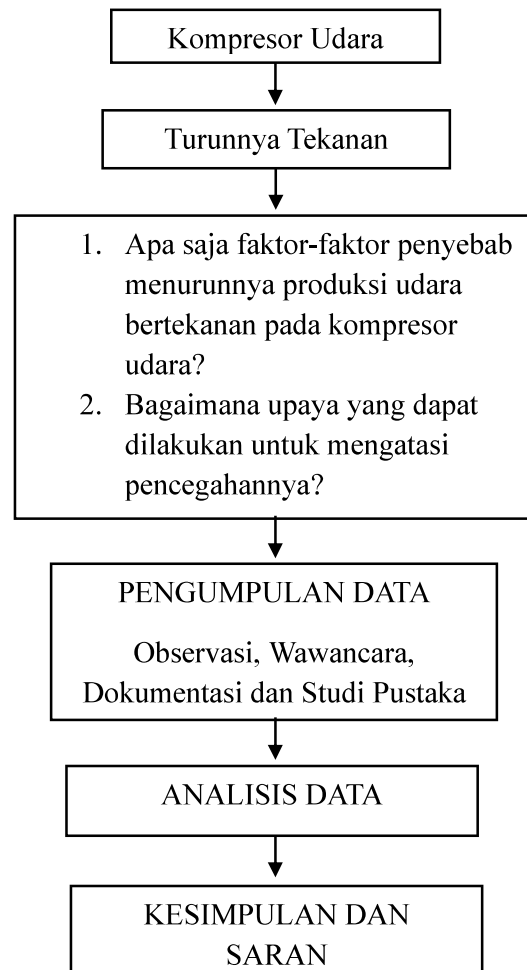 Kompresor Udara
Turunnya Tekanan
1. Apa saja faktor-faktor penyebab
menurunnya produksi udara
bertekanan pada kompresor
udara?
2. Bagaimana upaya yang dapat
dilakukan untuk mengatasi
pencegahannya?
PENGUMPULAN DATA
Observasi, Wawancara,
Dokumentasi dan Studi Pustaka
ANALISIS DATA
KESIMPULAN DAN
SARAN